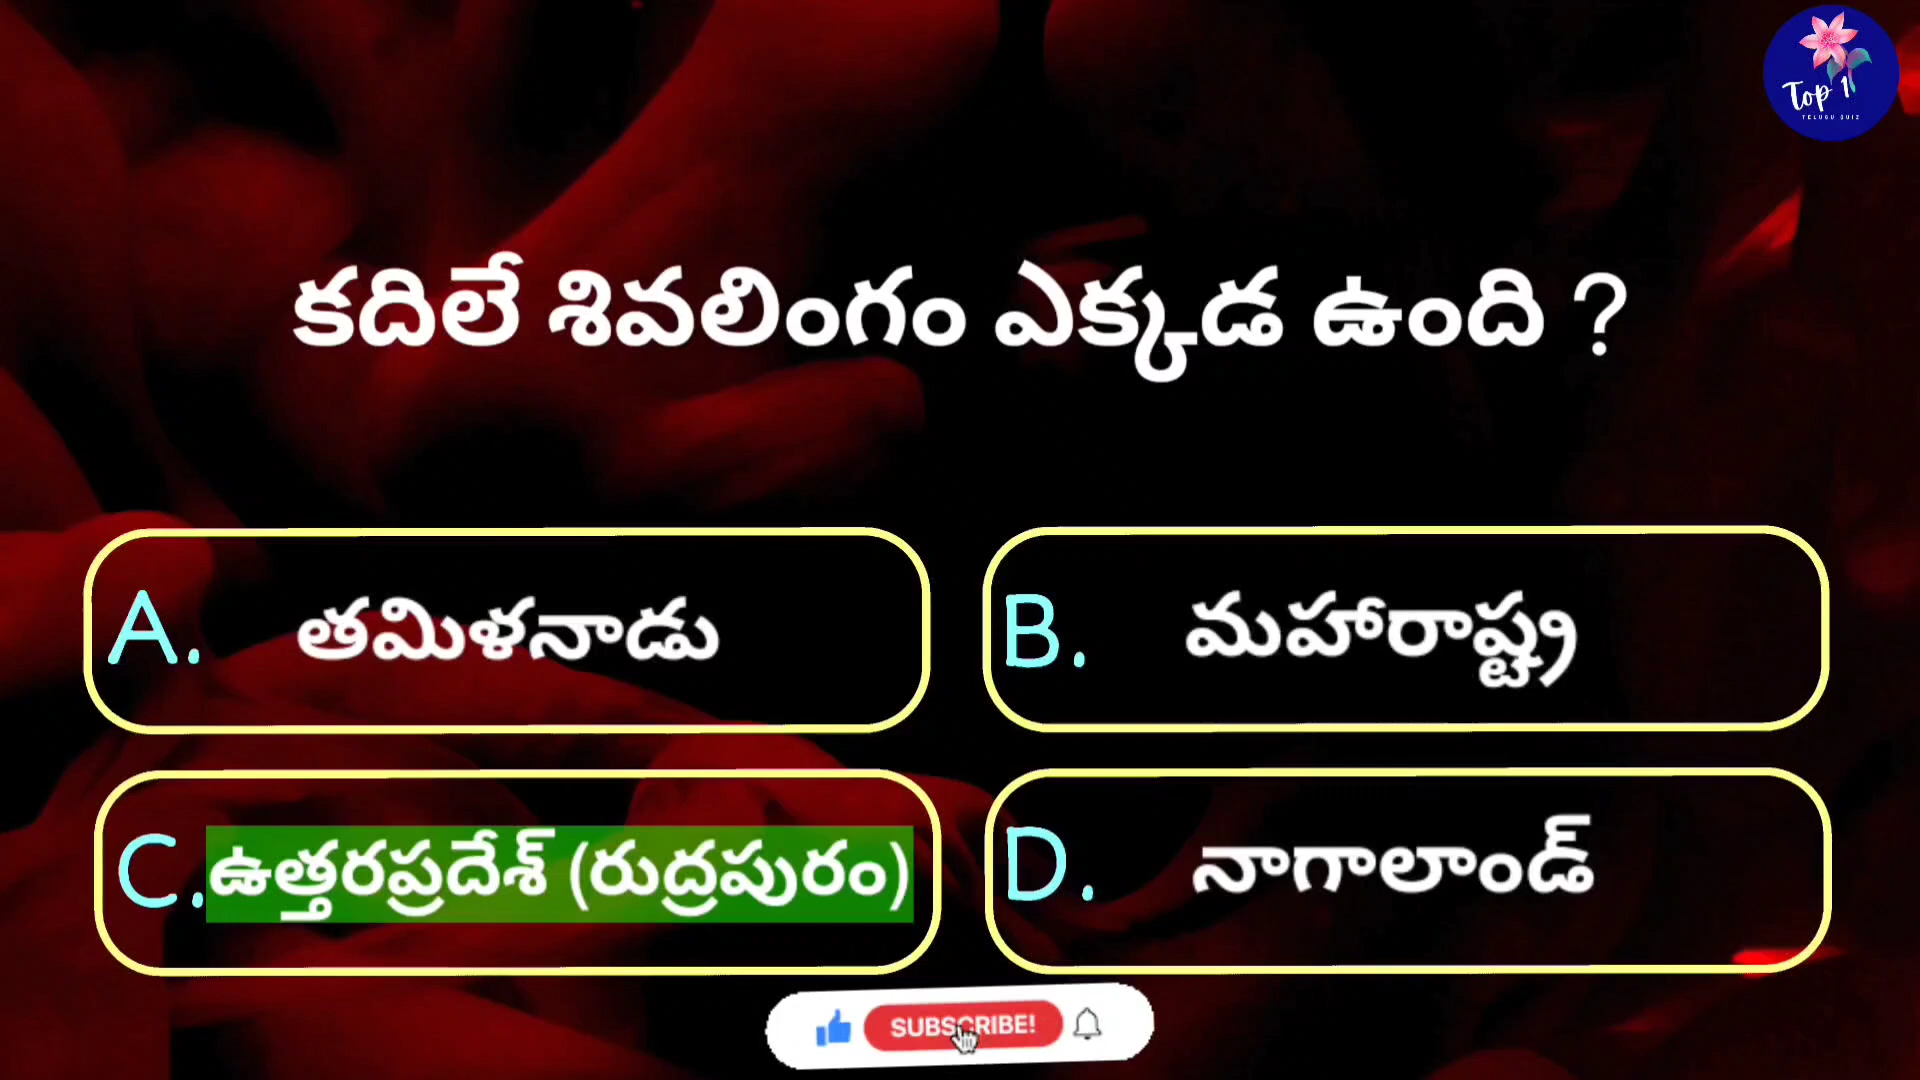 Top 1
TELUGU QUIZ
కదిలే శివలింగం ఎక్కడ ఉంది ?
A. తమిళనాడు
B. మహారాష్ట్ర
C. ఉత్తరప్రదేశ్ (రుద్రపురం)
D. నాగాలాండ్
SUBSCRIBE!